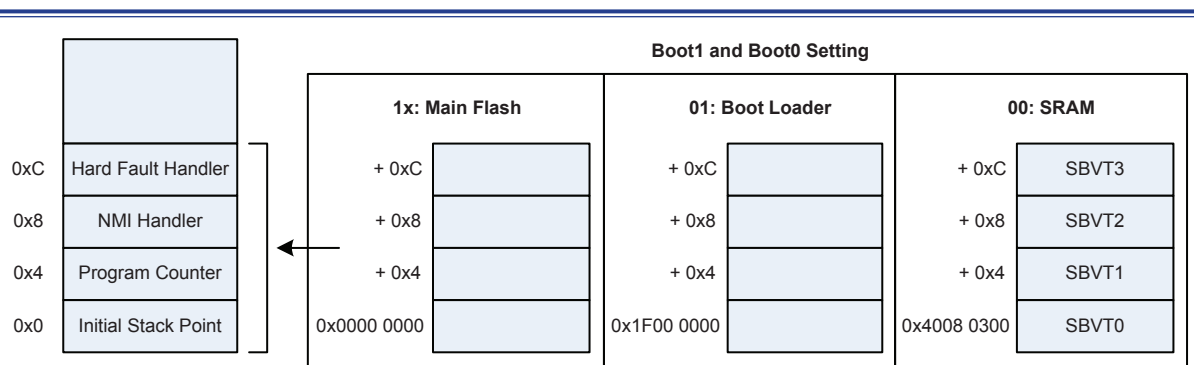 Boot1 and Boot0 Setting
1x: Main Flash
01: Boot Loader
00: SRAM
0xC Hard Fault Handler + 0xC + 0xC + 0xC SBVT3
0x8 NMI Handler + 0x8 + 0x8 + 0x8 SBVT2
0x4 Program Counter + 0x4 + 0x4 + 0x4 SBVT1
0x0 Initial Stack Point 0x0000 0000 0x1F00 0000 0x4008 0300 SBVT0